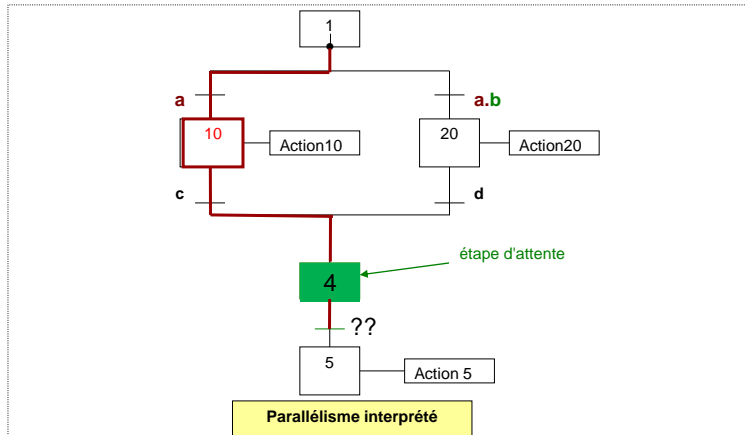 1
a
a.b
10
Action10
20
Action20
c
d
étape d'attente
4
??
5
Action 5
Parallélisme interprété